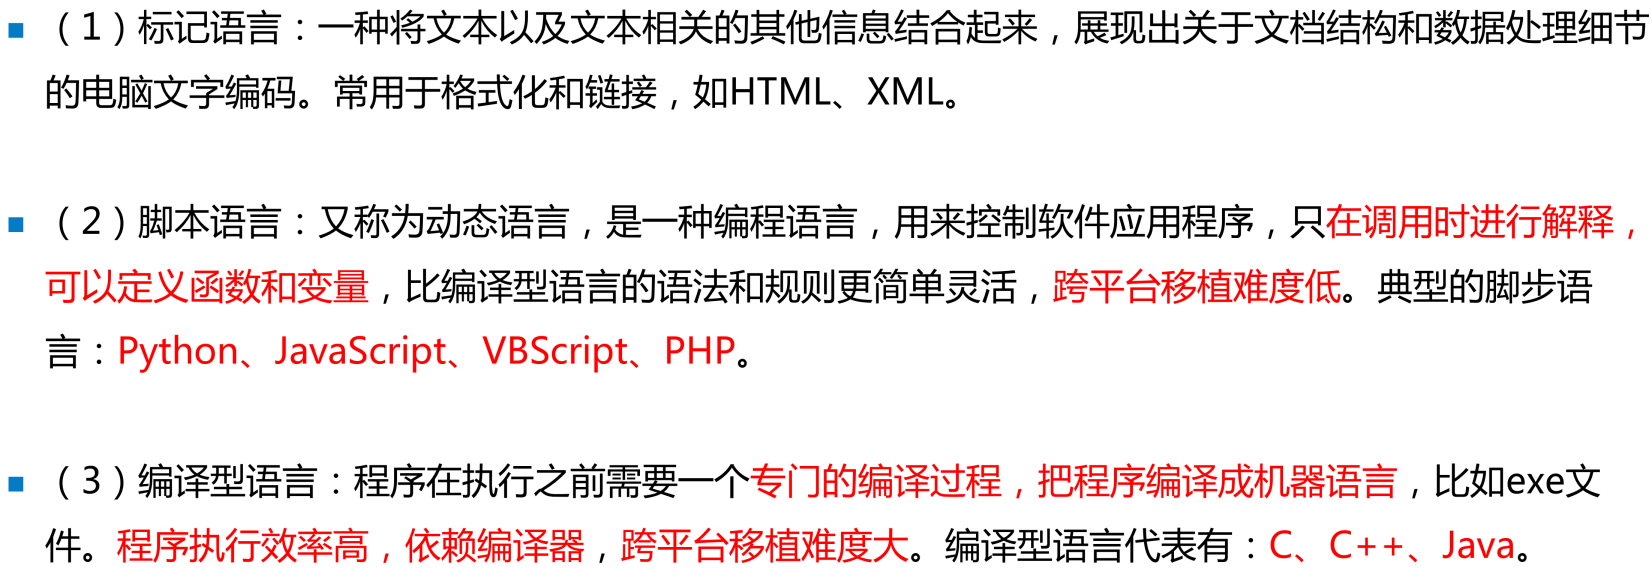 （1）标记语言：一种将文本以及文本相关的其他信息结合起来，展现出关于文档结构和数据处理细节
的电脑文字编码。常用于格式化和链接，如HTML、XML。
（2）脚本语言：又称为动态语言，是一种编程语言，用来控制软件应用程序，只在调用时进行解释，
可以定义函数和变量，比编译型语言的语法和规则更简单灵活，跨平台移植难度低。典型的脚步语
言：Python、JavaScript、VBScript、PHP。
（3）编译型语言：程序在执行之前需要一个专门的编译过程，把程序编译成机器语言，比如exe文
件。程序执行效率高，依赖编译器，跨平台移植难度大。编译型语言代表有：C、C++、Java。